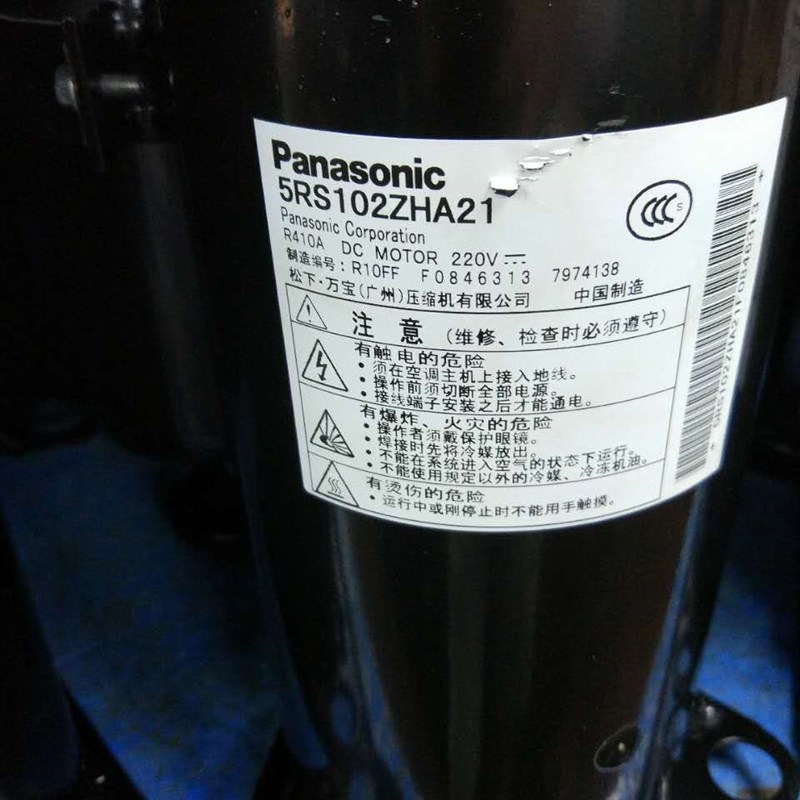 Panasonic
5RS102ZHA21
Panasonic Corporation
R410A DC MOTOR 220V ⎓
制造编号: R10FF F0846313 7974138
松下·万宝(广州)压缩机有限公司 中国制造
CCC S
注 意 (维修、检查时必须遵守)
有触电的危险
• 须在空调主机上接入地线。
• 操作前须切断全部电源。
• 接线端子安装之后才能通电。
有爆炸、火灾的危险
• 操作者须戴保护眼镜。
• 焊接时先将冷媒放出。
• 不能在系统进入空气的状态下运行。
• 不能使用规定以外的冷媒、冷冻机油。
有烫伤的危险
• 运行中或刚停止时不能用手触摸。
*5RS102ZHA21F0846313*